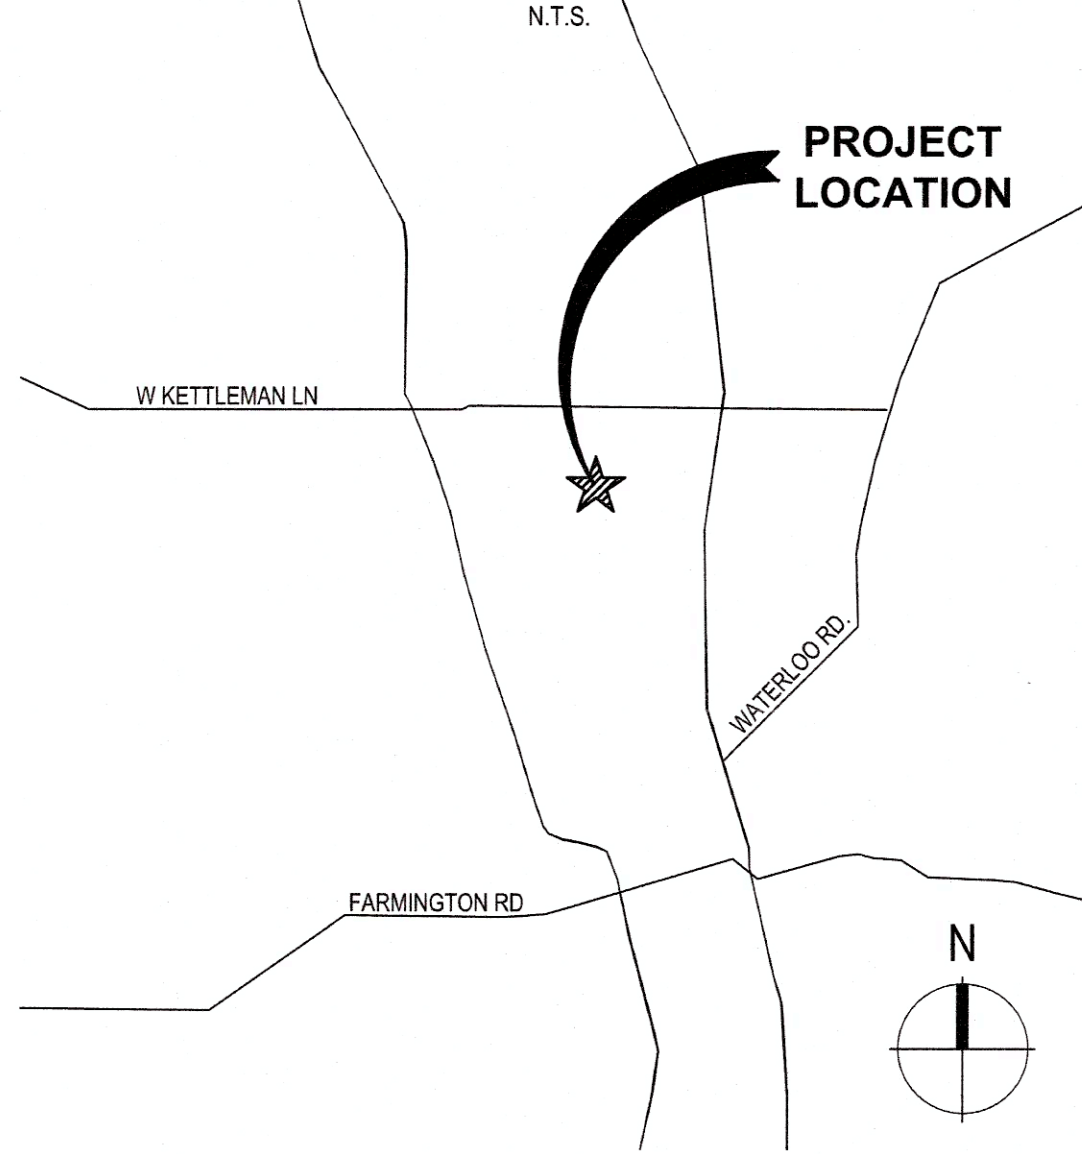 N.T.S.
PROJECT
LOCATION
W KETTLEMAN LN
WATERLOO RD.
FARMINGTON RD
N